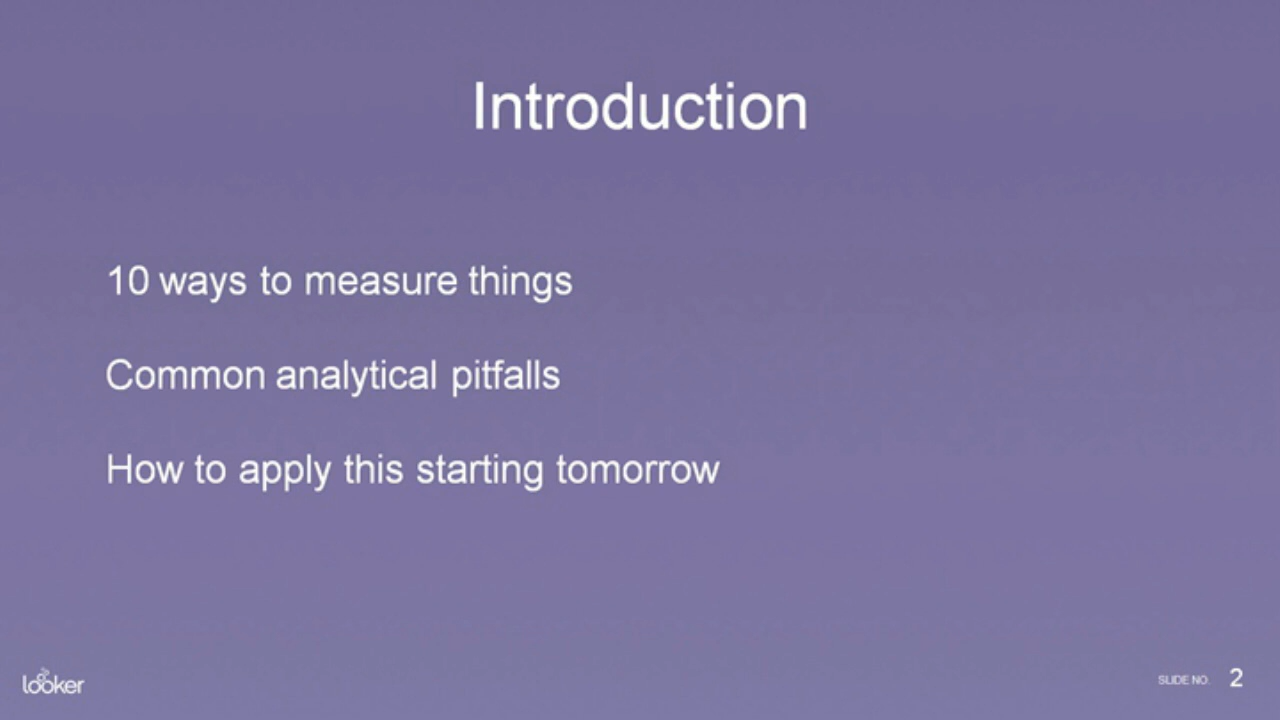 Introduction
10 ways to measure things
Common analytical pitfalls
How to apply this starting tomorrow
looker
SLIDE NO. 2